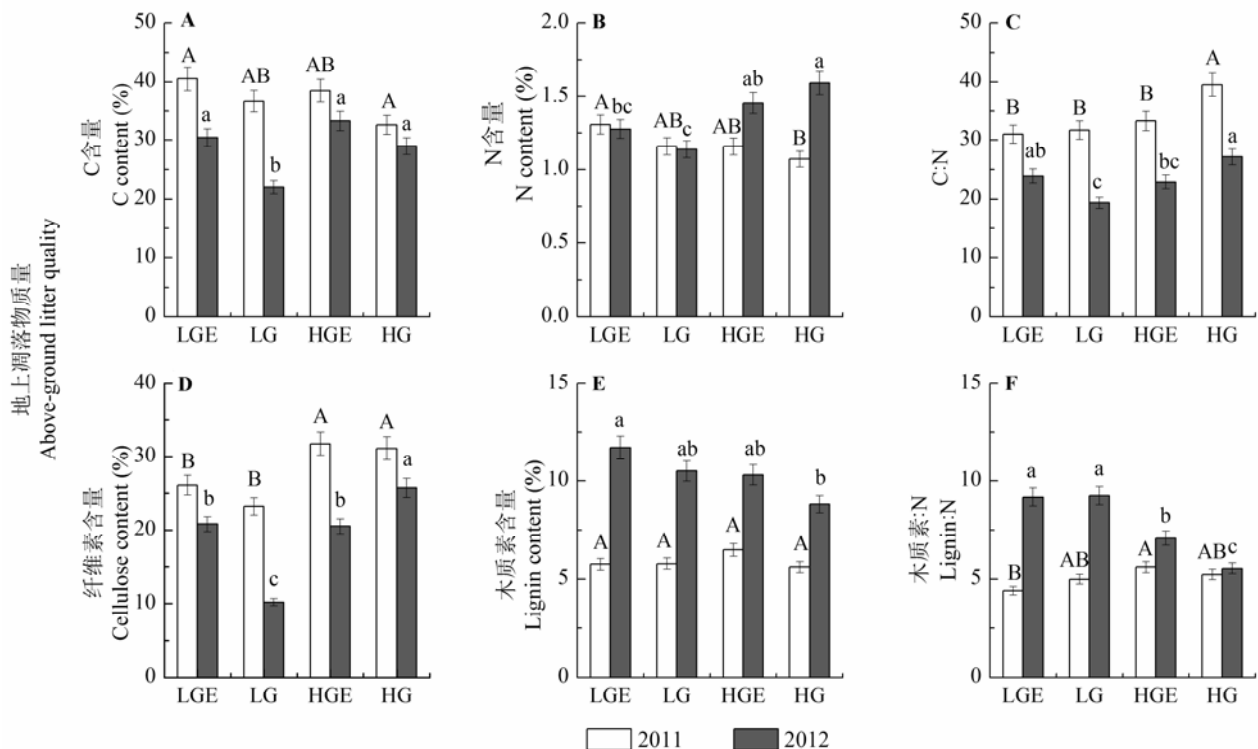 地上凋落物质量
Above-ground litter quality
A
C含量
C content (%)
50
40
30
20
10
0
A
a
AB
b
AB
a
A
a
LGE LG HGE HG
B
N含量
N content (%)
2.0
1.5
1.0
0.5
0.0
A
bc
AB
c
AB
ab
B
a
LGE LG HGE HG
C
C:N
50
40
30
20
10
0
B
ab
B
c
B
bc
A
a
LGE LG HGE HG
D
纤维素含量
Cellulose content (%)
40
30
20
10
0
B
b
B
c
A
b
A
a
LGE LG HGE HG
E
木质素含量
Lignin content (%)
15
10
5
0
A
a
A
ab
A
ab
A
b
LGE LG HGE HG
F
木质素:N
Lignin:N
15
10
5
0
B
a
AB
a
A
b
AB
c
LGE LG HGE HG
2011 2012